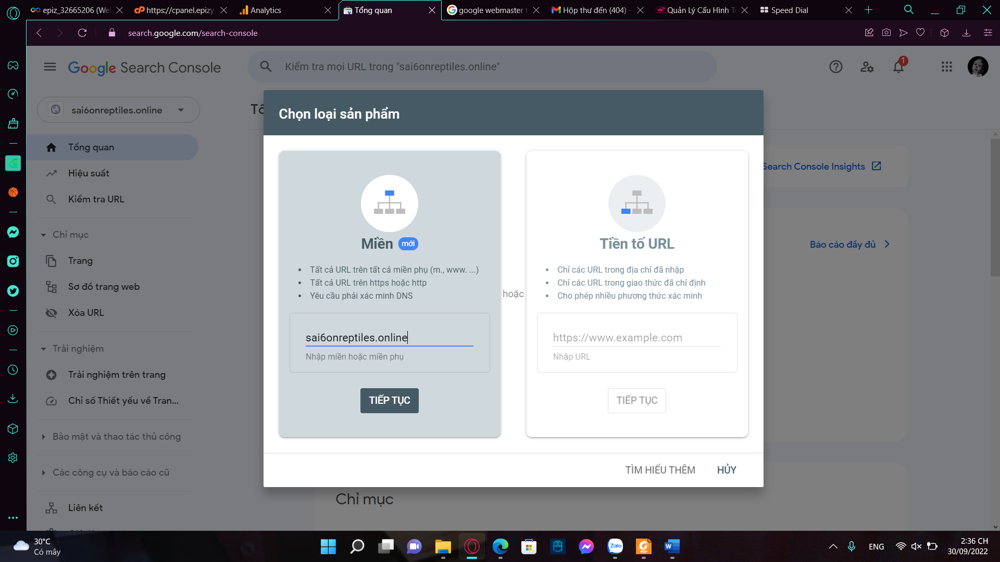 epiz_32665206 (We
https://cpanel.epizy.
Analytics
Tổng quan
google webmaster t
Hộp thư đến (404) -
Quản Lý Cấu Hình T
Speed Dial
search.google.com/search-console
Google Search Console
Kiểm tra mọi URL trong "sai6onreptiles.online"
1
sai6onreptiles.online
Tổng quan
Hiệu suất
Kiểm tra URL
Chỉ mục
Trang
Sơ đồ trang web
Xóa URL
Trải nghiệm
Trải nghiệm trên trang
Chỉ số Thiết yếu về Tran...
Bảo mật và thao tác thủ công
Các công cụ và báo cáo cũ
Liên kết
Chọn loại sản phẩm
Miền mới
• Tất cả URL trên tất cả miền phụ (m., www. ...)
• Tất cả URL trên https hoặc http
• Yêu cầu phải xác minh DNS
sai6onreptiles.online
Nhập miền hoặc miền phụ
TIẾP TỤC
hoặc
Tiền tố URL
• Chỉ các URL trong địa chỉ đã nhập
• Chỉ các URL trong giao thức đã chỉ định
• Cho phép nhiều phương thức xác minh
https://www.example.com
Nhập URL
TIẾP TỤC
TÌM HIỂU THÊM
HỦY
Search Console Insights
Báo cáo đầy đủ
Chỉ mục
30°C
Có mây
Zalo
PDF
ENG
2:36 CH
30/09/2022